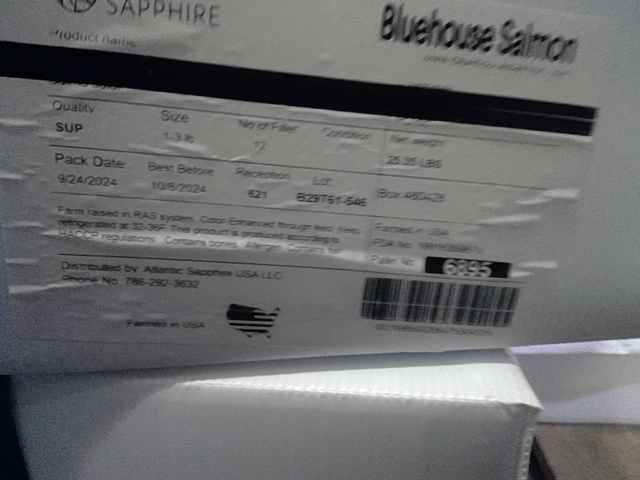 SAPPHIRE
Bluehouse Salmon
Product name
Quality Size No of Fillet Condition Net weight
SUP 1-3 lb 12 25.35 LBS
Pack Date Best Before Reception Lot
9/24/2024 10/8/2024 621 B29T61-546 Box
Farm raised in RAS system. Color-Enhanced through feed. Keep
refrigerated at 32-36F. This product is produced according to
HACCP regulations. Contains bones. Allergen: Contains
Farmed in USA
FDA No
Pallet No 6895
Distributed by Atlantic Sapphire USA LLC
Phone No 786-292-3632
Farmed in USA